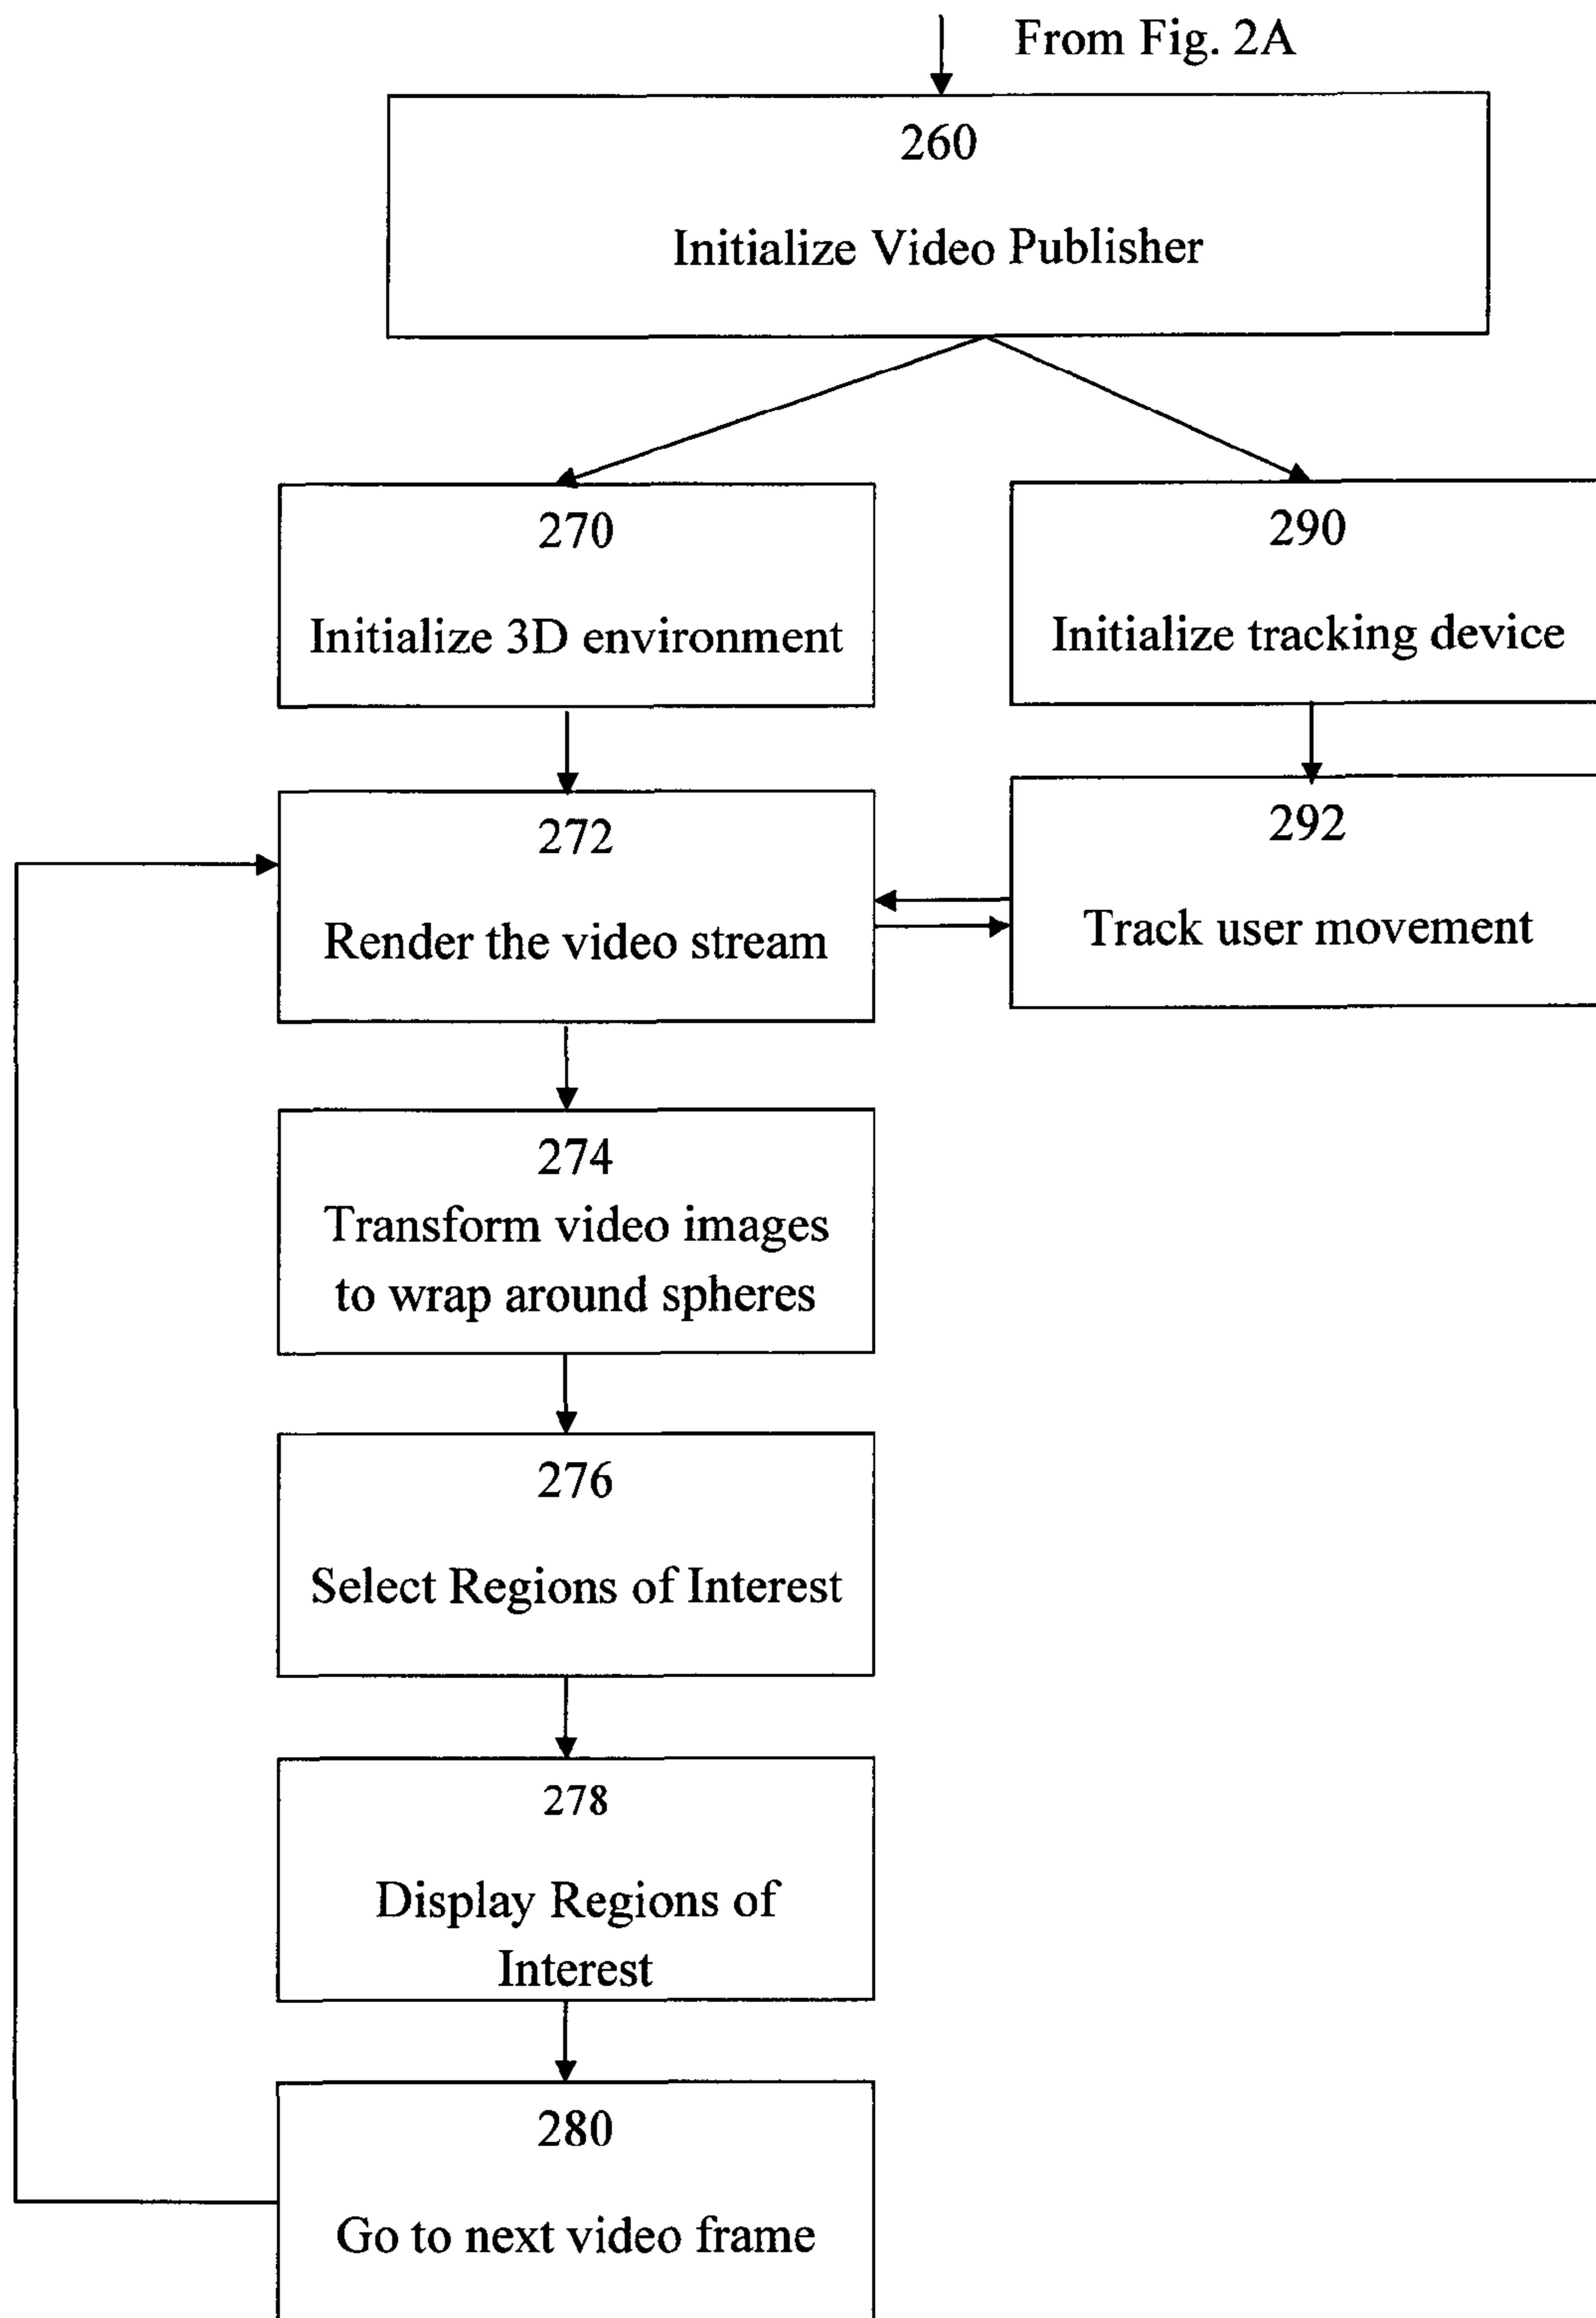 From Fig. 2A
260
Initialize Video Publisher
270
Initialize 3D environment
290
Initialize tracking device
272
Render the video stream
292
Track user movement
274
Transform video images
to wrap around spheres
276
Select Regions of Interest
278
Display Regions of
Interest
280
Go to next video frame